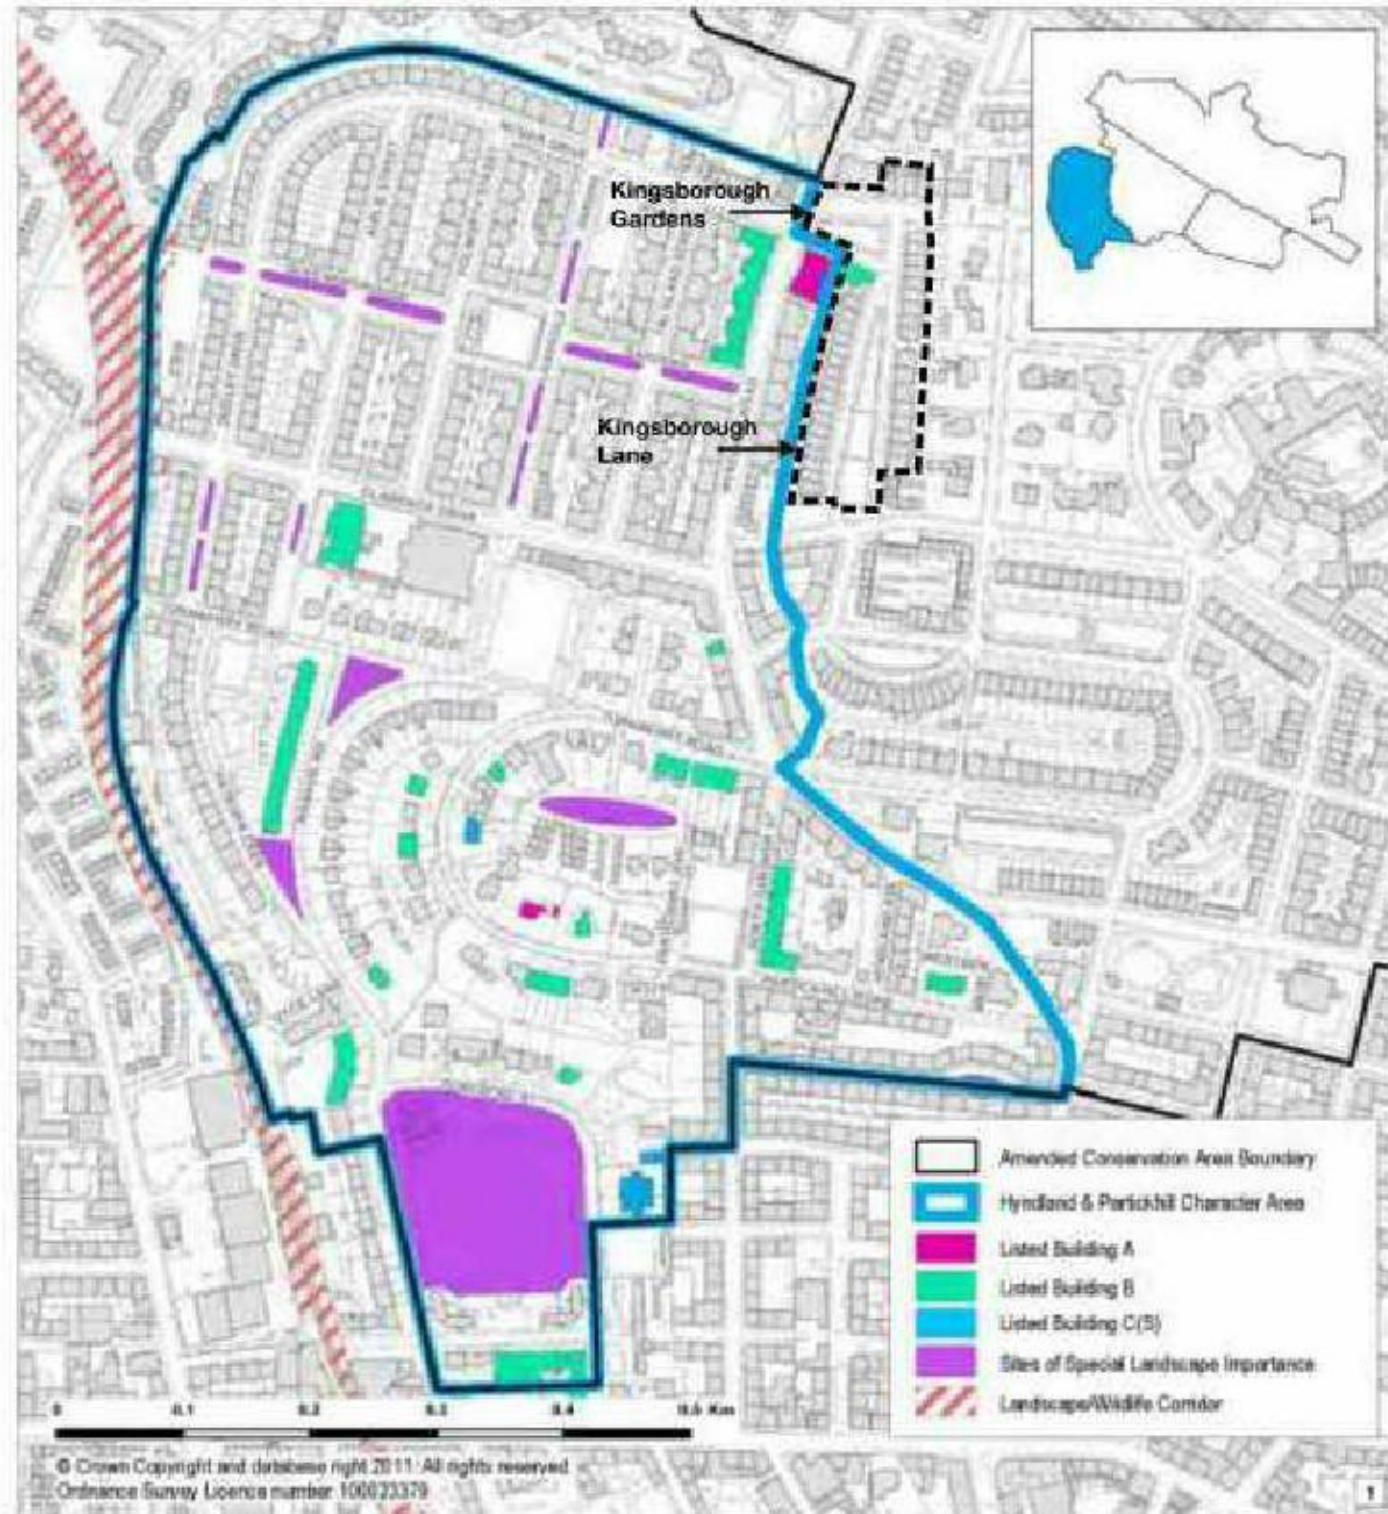 Kingsborough
Gardens
Kingsborough
Lane
Amended Conservation Area Boundary
Hyndland & Partickhill Character Area
Listed Building A
Listed Building B
Listed Building C(S)
Sites of Special Landscape Importance
Landscape/Wildlife Corridor
0 0.1 0.2 0.3 0.4 0.5 Km
© Crown Copyright and database right 2011. All rights reserved
Ordnance Survey Licence number 100023379
1